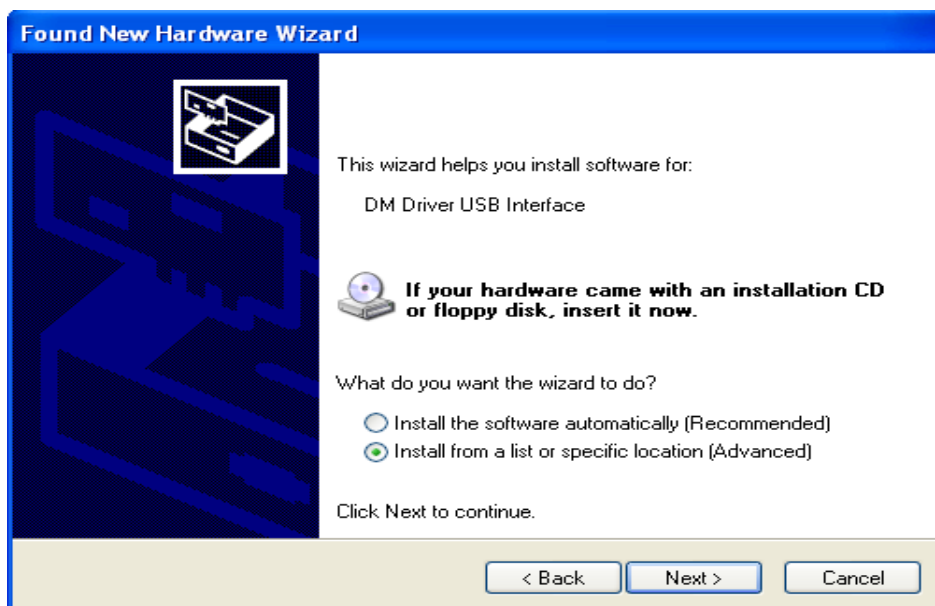 Found New Hardware Wizard
This wizard helps you install software for:
DM Driver USB Interface
If your hardware came with an installation CD
or floppy disk, insert it now.
What do you want the wizard to do?
Install the software automatically (Recommended)
Install from a list or specific location (Advanced)
Click Next to continue.
< Back
Next >
Cancel